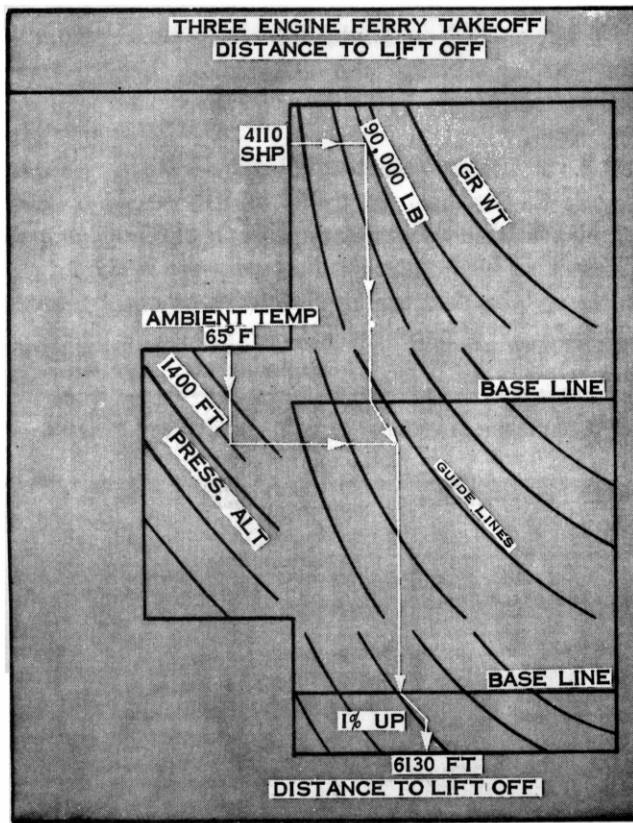 THREE ENGINE FERRY TAKEOFF
DISTANCE TO LIFT OFF
4110
SHP
90,000 LB
GR WT
AMBIENT TEMP
65°F
1400 FT
PRESS. ALT
BASE LINE
GUIDE LINES
BASE LINE
1% UP
6130 FT
DISTANCE TO LIFT OFF